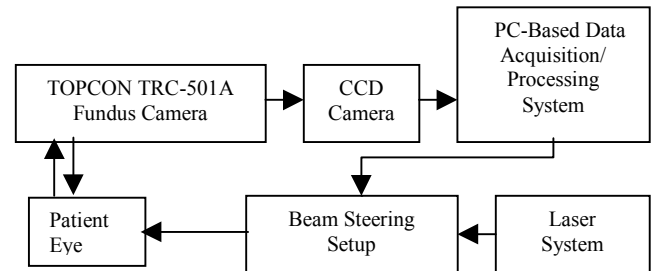 TOPCON TRC-501A
Fundus Camera
CCD
Camera
PC-Based Data
Acquisition/
Processing
System
Patient
Eye
Beam Steering
Setup
Laser
System